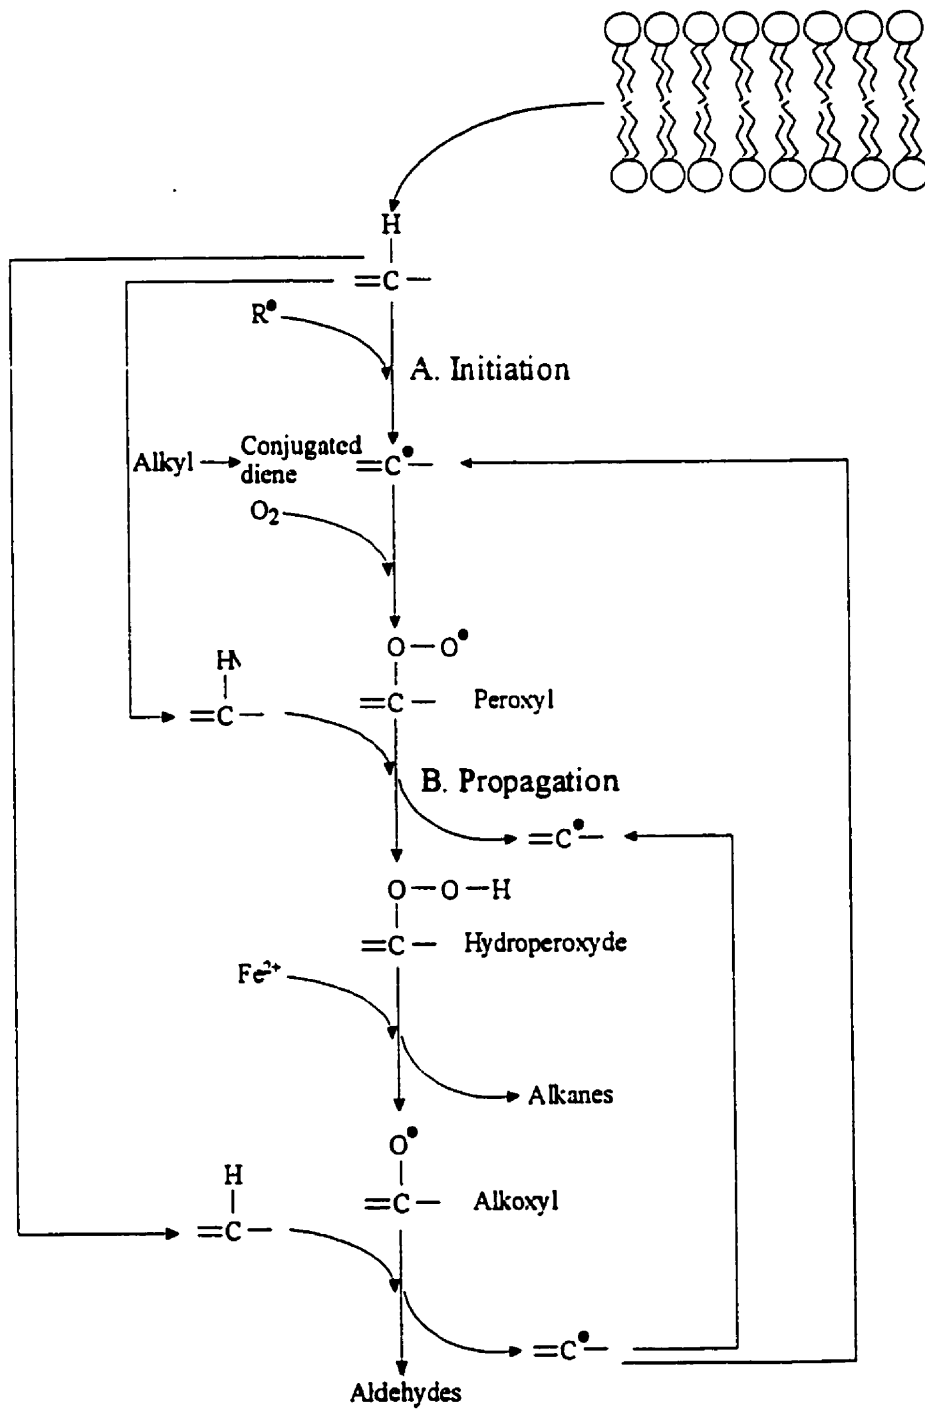 H
=C–
R•
A. Initiation
Alkyl → Conjugated
diene
=C•–
O2
O–O•
H
=C–
=C–
Peroxyl
B. Propagation
=C•–
O–O–H
=C–
Hydroperoxyde
Fe2+
Alkanes
O•
H
=C–
Alkoxyl
=C–
=C•–
Aldehydes